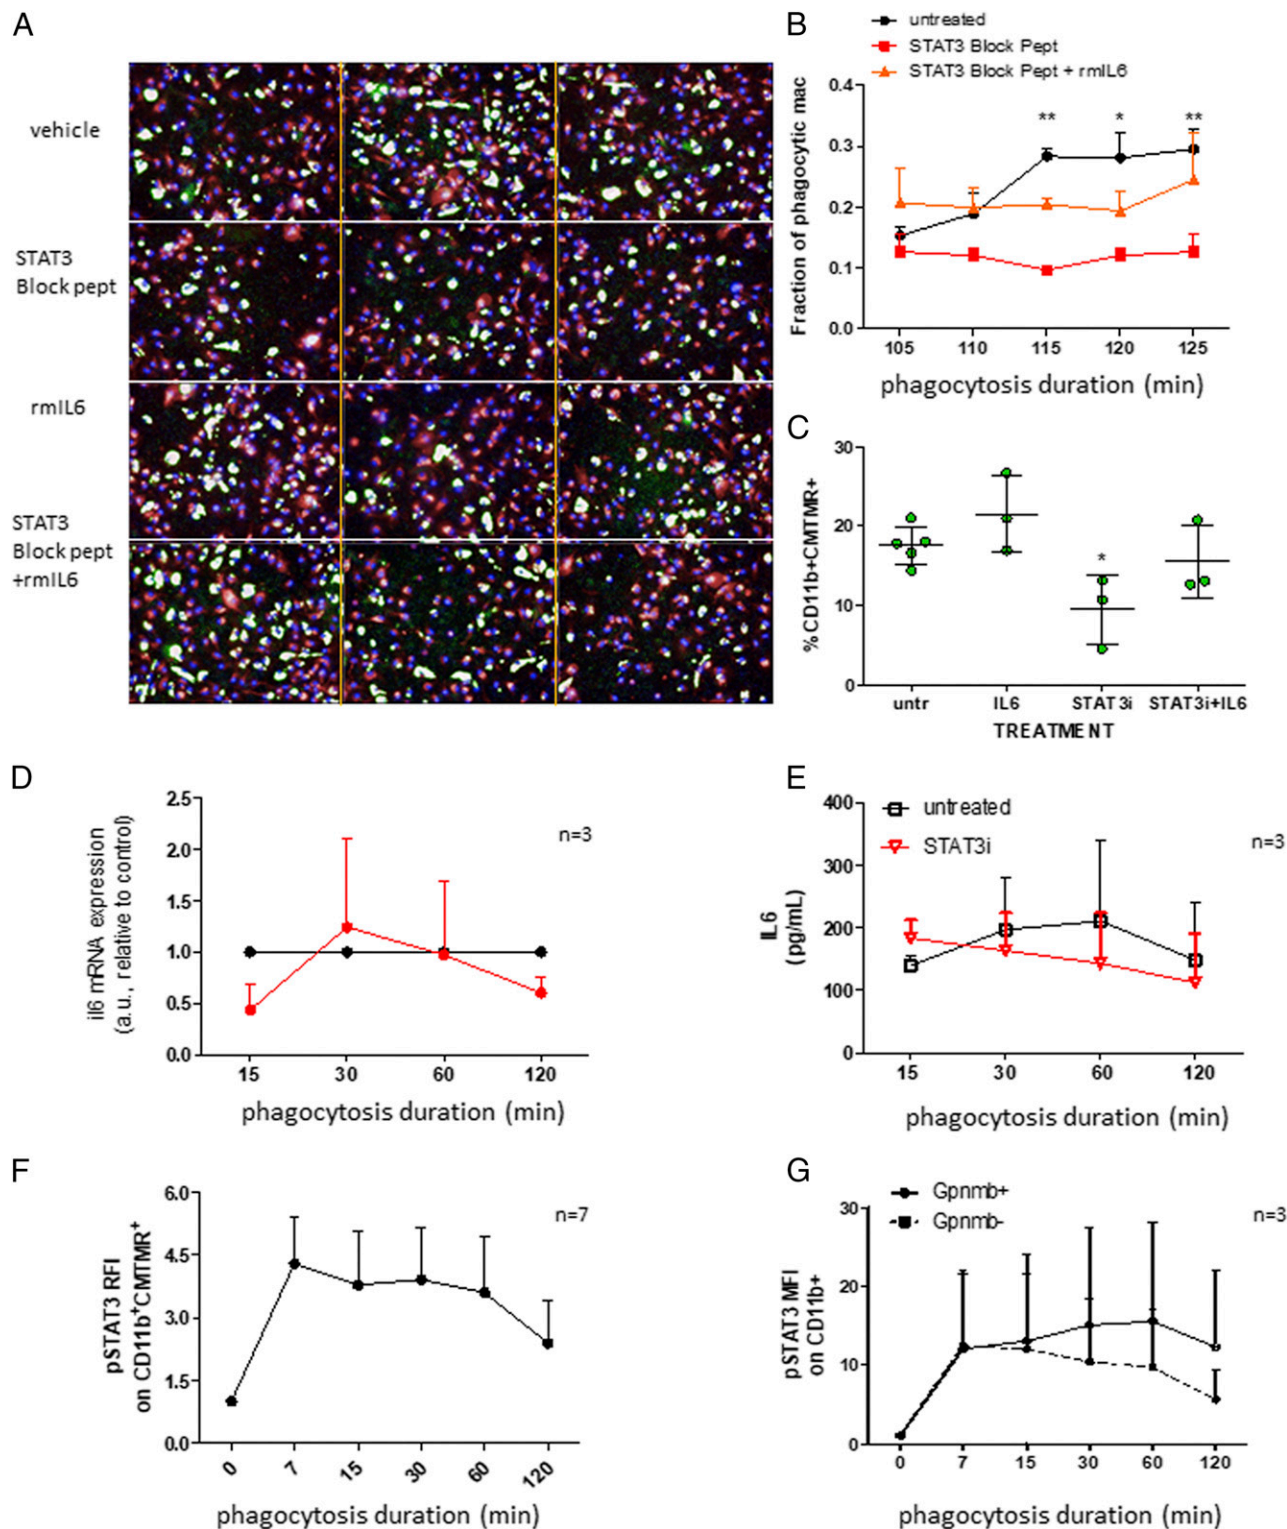 A
vehicle
STAT3
Block pept
rmIL6
STAT3
Block pept
+rmIL6
B
untreated
STAT3 Block Pept
STAT3 Block Pept + rmIL6
Fraction of phagocytic mac
0.4
0.3
0.2
0.1
0.0
** * **
105 110 115 120 125
phagocytosis duration (min)
C
%CD11b+CMTMR+
30
20
10
0
*
untr IL6 STAT3i STAT3i+IL6
TREATMENT
D
il6 mRNA expression
(a.u., relative to control)
2.5
2.0
1.5
1.0
0.5
0.0
n=3
15 30 60 120
phagocytosis duration (min)
E
untreated
STAT3i
n=3
IL6
(pg/mL)
400
300
200
100
0
15 30 60 120
phagocytosis duration (min)
F
pSTAT3 RFI
on CD11b+CMTMR+
6.0
4.5
3.0
1.5
0.0
n=7
0 7 15 30 60 120
phagocytosis duration (min)
G
Gpnmb+
Gpnmb-
n=3
pSTAT3 MFI
on CD11b+
30
20
10
0
0 7 15 30 60 120
phagocytosis duration (min)